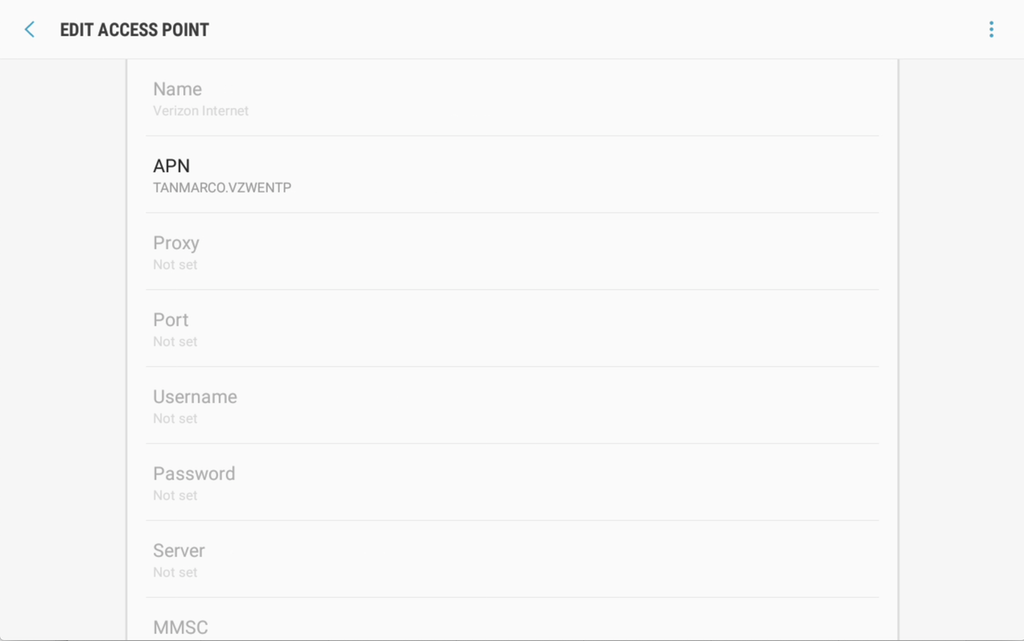 EDIT ACCESS POINT
Name
Verizon Internet
APN
TANMARCO.VZWENTP
Proxy
Not set
Port
Not set
Username
Not set
Password
Not set
Server
Not set
MMSC